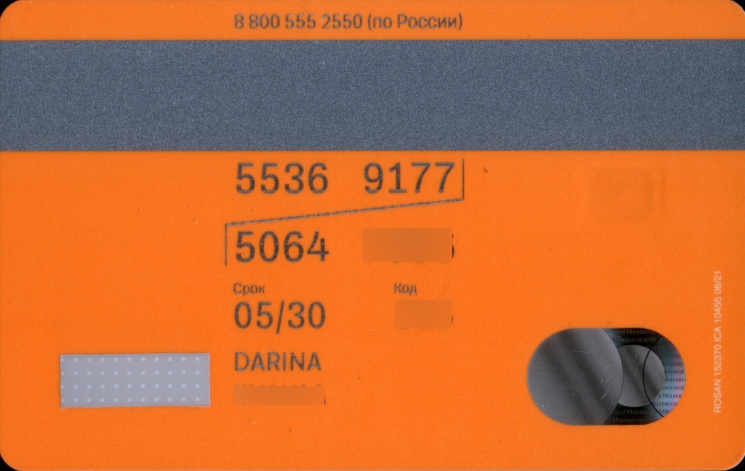 8 800 555 2550 (по России)
5536 9177
5064
Срок Код
05/30
DARINA
ROSAN 152370 ICA 10455 06/21